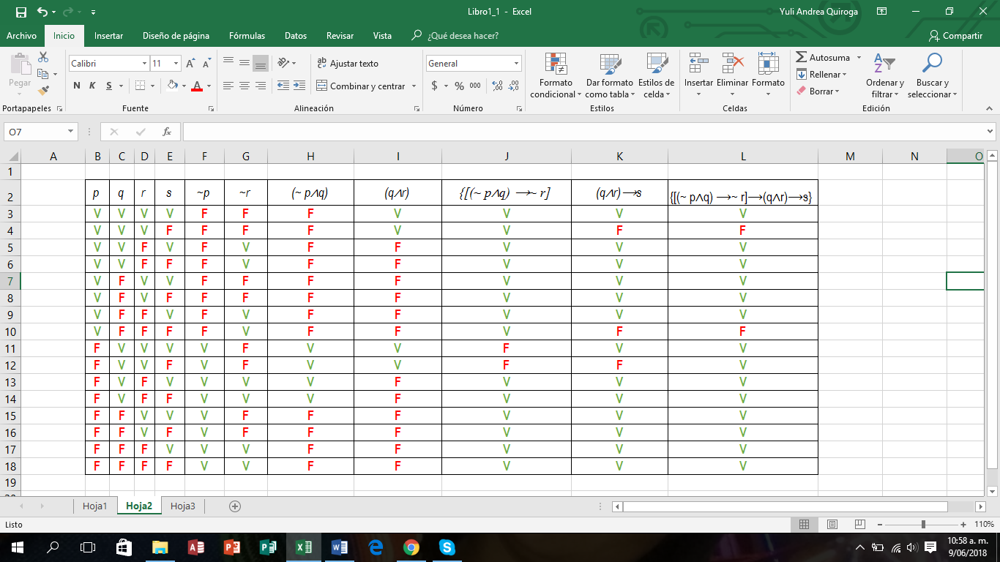 Libro1_1 - Excel
Yuli Andrea Quiroga
Archivo Inicio Insertar Diseño de página Fórmulas Datos Revisar Vista ¿Qué desea hacer? Compartir
Pegar
Portapapeles
Calibri 11
N K S
Fuente
Ajustar texto
Combinar y centrar
Alineación
General
$ % 000
Número
Formato condicional
Dar formato como tabla
Estilos de celda
Estilos
Insertar Eliminar Formato
Celdas
Autosuma
Rellenar
Borrar
Ordenar y filtrar
Buscar y seleccionar
Edición
O7 fx
A B C D E F G H I J K L M N O
1
2 p q r s ~p ~r (~ p∧q) (q∧r) {[(~ p∧q) ⟶~ r] (q∧r)⟶s {[(~ p∧q) ⟶~ r]⟶(q∧r)⟶s}
3 V V V V F F F V V V V
4 V V V F F F F V V F F
5 V V F V F V F F V V V
6 V V F F F V F F V V V
7 V F V V F F F F V V V
8 V F V F F F F F V V V
9 V F F V F V F F V V V
10 V F F F F V F F V F F
11 F V V V V F V V F V V
12 F V V F V F V V F F V
13 F V F V V V V F V V V
14 F V F F V V V F V V V
15 F F V V V F F F V V V
16 F F V F V F F F V V V
17 F F F V V V F F V V V
18 F F F F V V F F V V V
19
Hoja1 Hoja2 Hoja3
Listo
110%
10:58 a. m.
9/06/2018